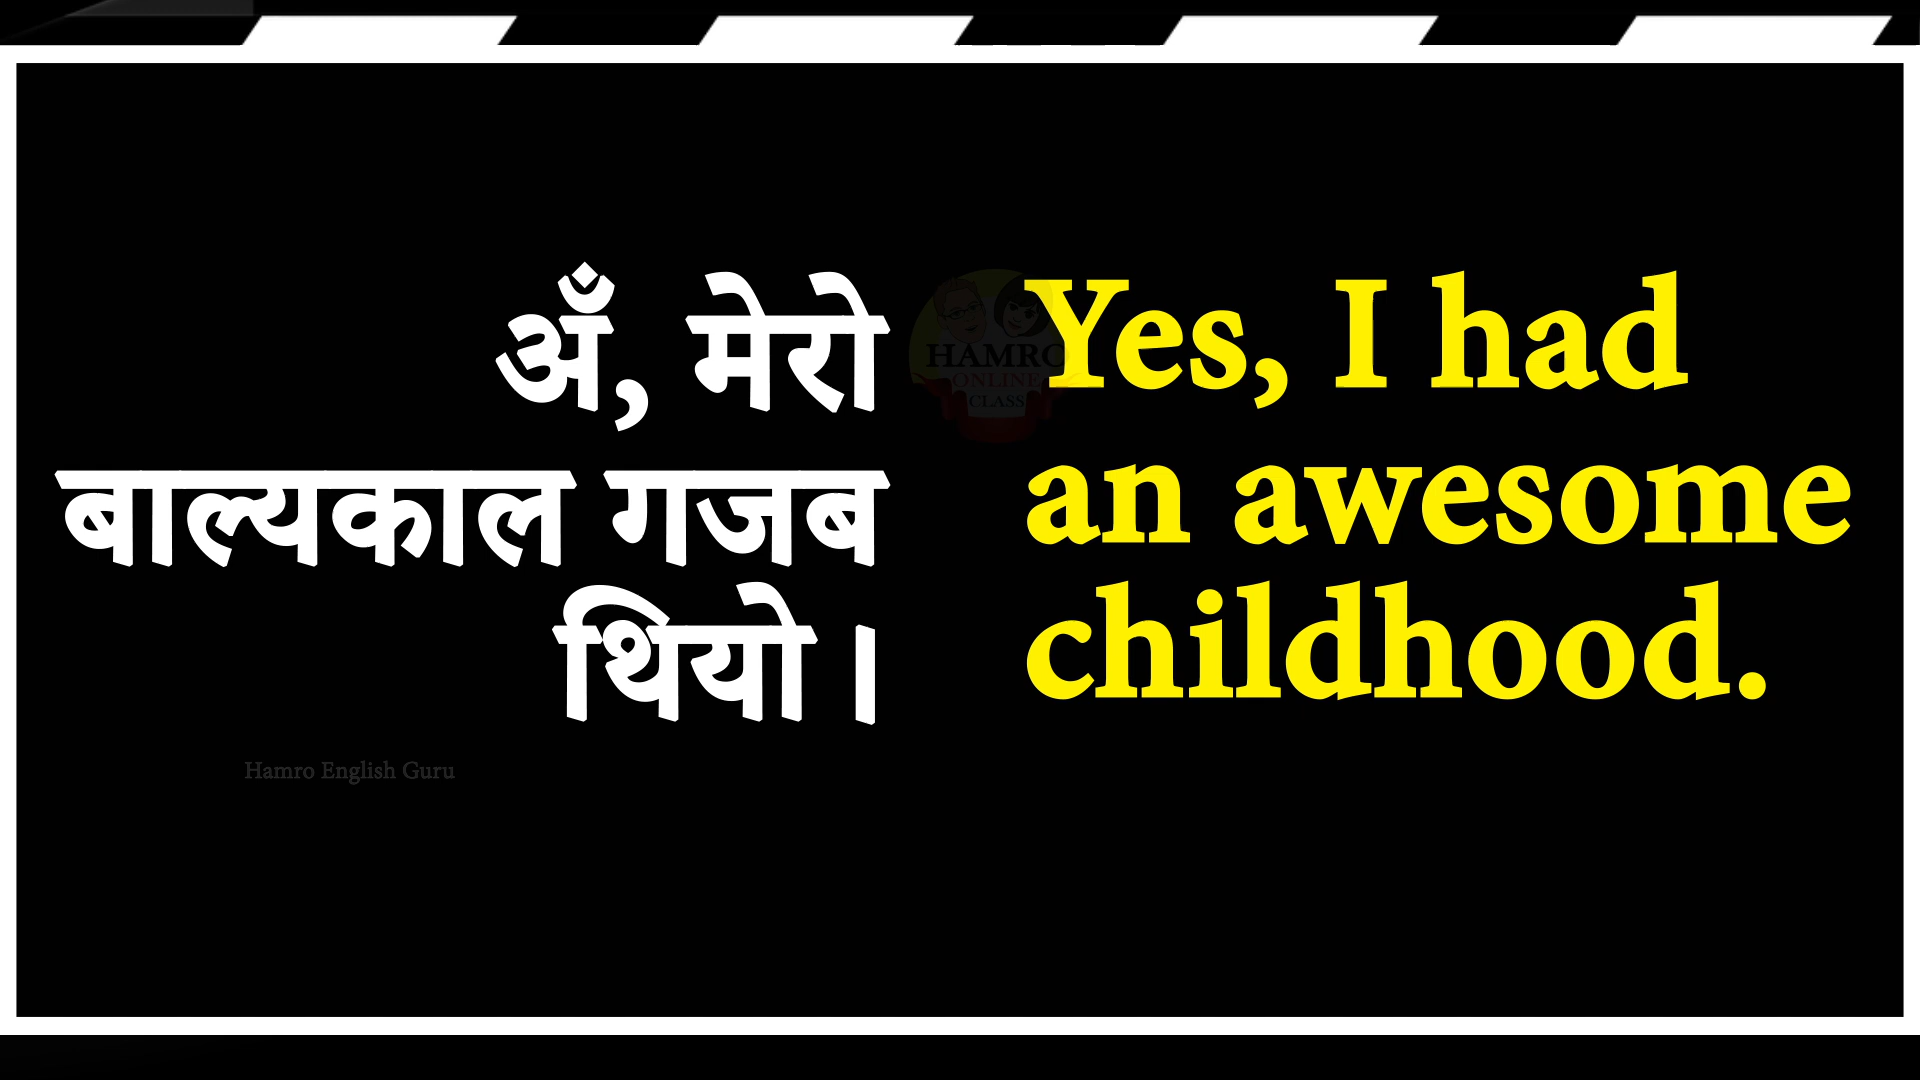 अँ, मेरो
बाल्यकाल गजब
थियो ।
Yes, I had
an awesome
childhood.
HAMRO
ONLINE
CLASS
Hamro English Guru